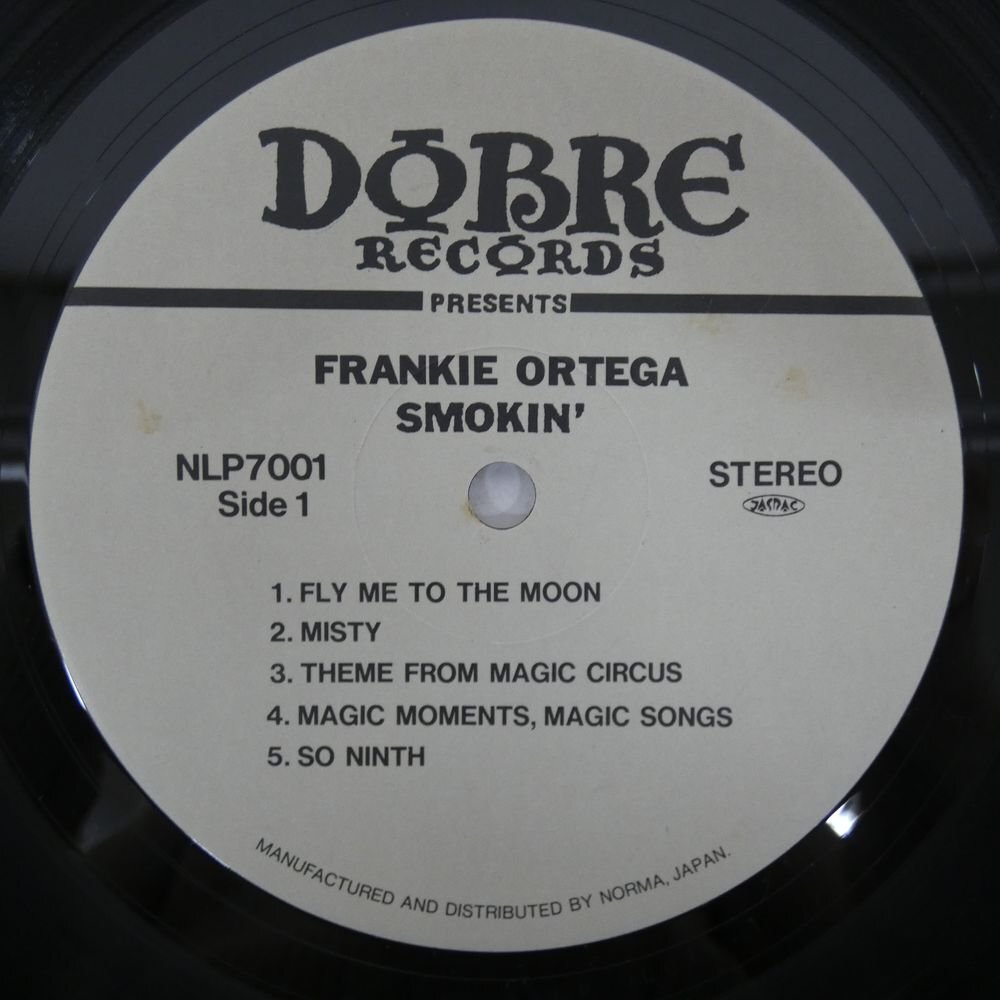 DOBRE
RECORDS
PRESENTS
FRANKIE ORTEGA
SMOKIN'
NLP7001
Side 1
STEREO
JASRAC
1. FLY ME TO THE MOON
2. MISTY
3. THEME FROM MAGIC CIRCUS
4. MAGIC MOMENTS, MAGIC SONGS
5. SO NINTH
MANUFACTURED AND DISTRIBUTED BY NORMA, JAPAN.